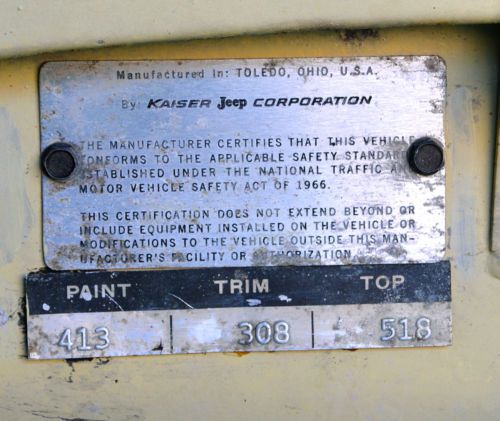 Manufactured In: TOLEDO, OHIO, U.S.A.
By KAISER Jeep CORPORATION
THE MANUFACTURER CERTIFIES THAT THIS VEHICLE
CONFORMS TO THE APPLICABLE SAFETY STANDARDS
ESTABLISHED UNDER THE NATIONAL TRAFFIC AND
MOTOR VEHICLE SAFETY ACT OF 1966.
THIS CERTIFICATION DOES NOT EXTEND BEYOND OR
INCLUDE EQUIPMENT INSTALLED ON THE VEHICLE OR
MODIFICATIONS TO THE VEHICLE OUTSIDE THIS MAN-
UFACTURER'S FACILITY OR AUTHORIZATION.
PAINT TRIM TOP
413 308 518